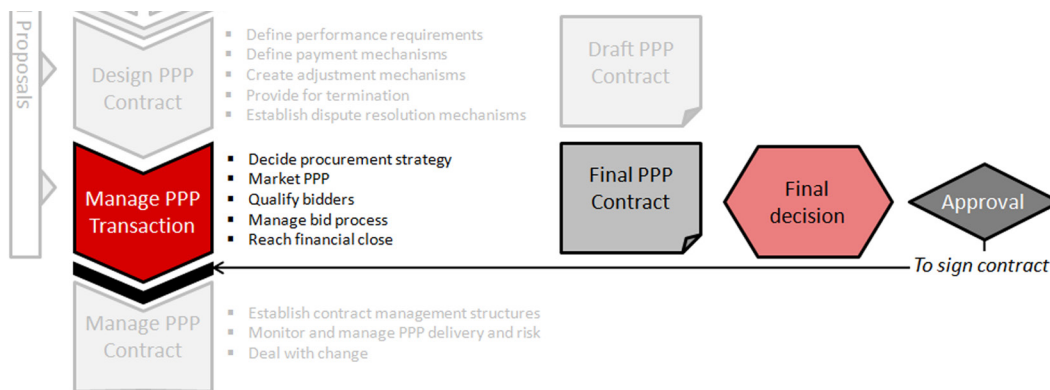 l Proposals
Design PPP
Contract
▪ Define performance requirements
▪ Define payment mechanisms
▪ Create adjustment mechanisms
▪ Provide for termination
▪ Establish dispute resolution mechanisms
Draft PPP
Contract
Manage PPP
Transaction
▪ Decide procurement strategy
▪ Market PPP
▪ Qualify bidders
▪ Manage bid process
▪ Reach financial close
Final PPP
Contract
Final
decision
Approval
To sign contract
Manage PPP
Contract
▪ Establish contract management structures
▪ Monitor and manage PPP delivery and risk
▪ Deal with change